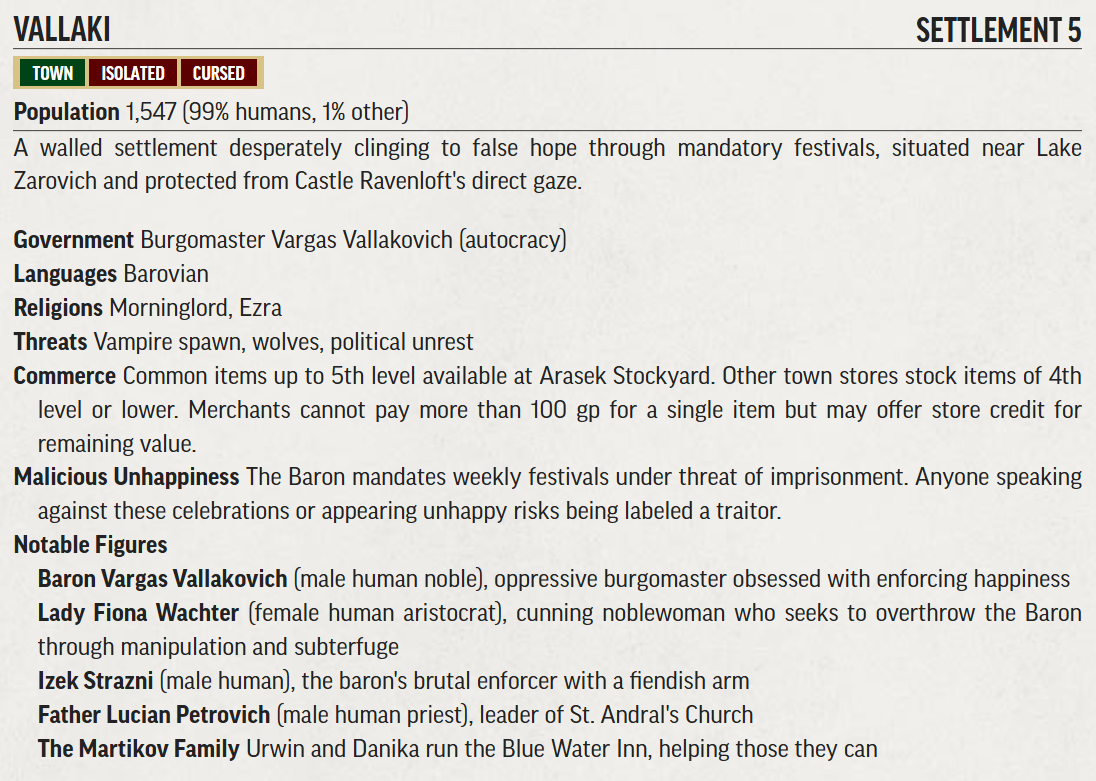 VALLAKI SETTLEMENT 5
TOWN ISOLATED CURSED
Population 1,547 (99% humans, 1% other)
A walled settlement desperately clinging to false hope through mandatory festivals, situated near Lake
Zarovich and protected from Castle Ravenloft's direct gaze.
Government Burgomaster Vargas Vallakovich (autocracy)
Languages Barovian
Religions Morninglord, Ezra
Threats Vampire spawn, wolves, political unrest
Commerce Common items up to 5th level available at Arasek Stockyard. Other town stores stock items of 4th
level or lower. Merchants cannot pay more than 100 gp for a single item but may offer store credit for
remaining value.
Malicious Unhappiness The Baron mandates weekly festivals under threat of imprisonment. Anyone speaking
against these celebrations or appearing unhappy risks being labeled a traitor.
Notable Figures
Baron Vargas Vallakovich (male human noble), oppressive burgomaster obsessed with enforcing happiness
Lady Fiona Wachter (female human aristocrat), cunning noblewoman who seeks to overthrow the Baron
through manipulation and subterfuge
Izek Strazni (male human), the baron's brutal enforcer with a fiendish arm
Father Lucian Petrovich (male human priest), leader of St. Andral's Church
The Martikov Family Urwin and Danika run the Blue Water Inn, helping those they can